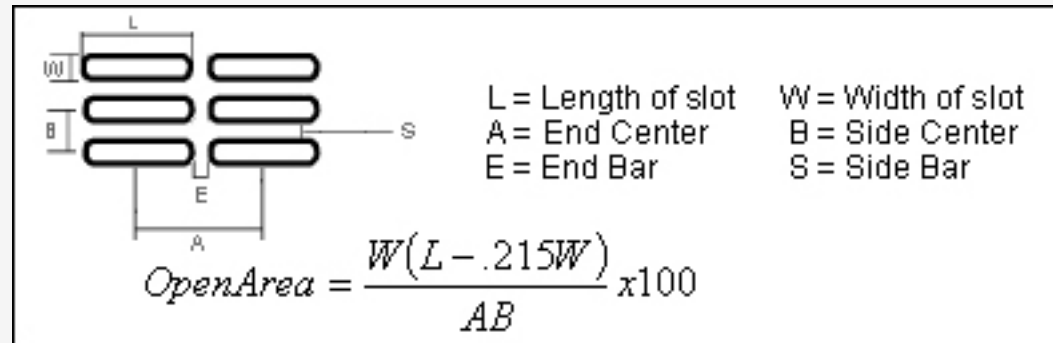 L
W
B
S
E
A
L = Length of slot W = Width of slot
A = End Center B = Side Center
E = End Bar S = Side Bar
OpenArea = W(L-.215W)/AB x100